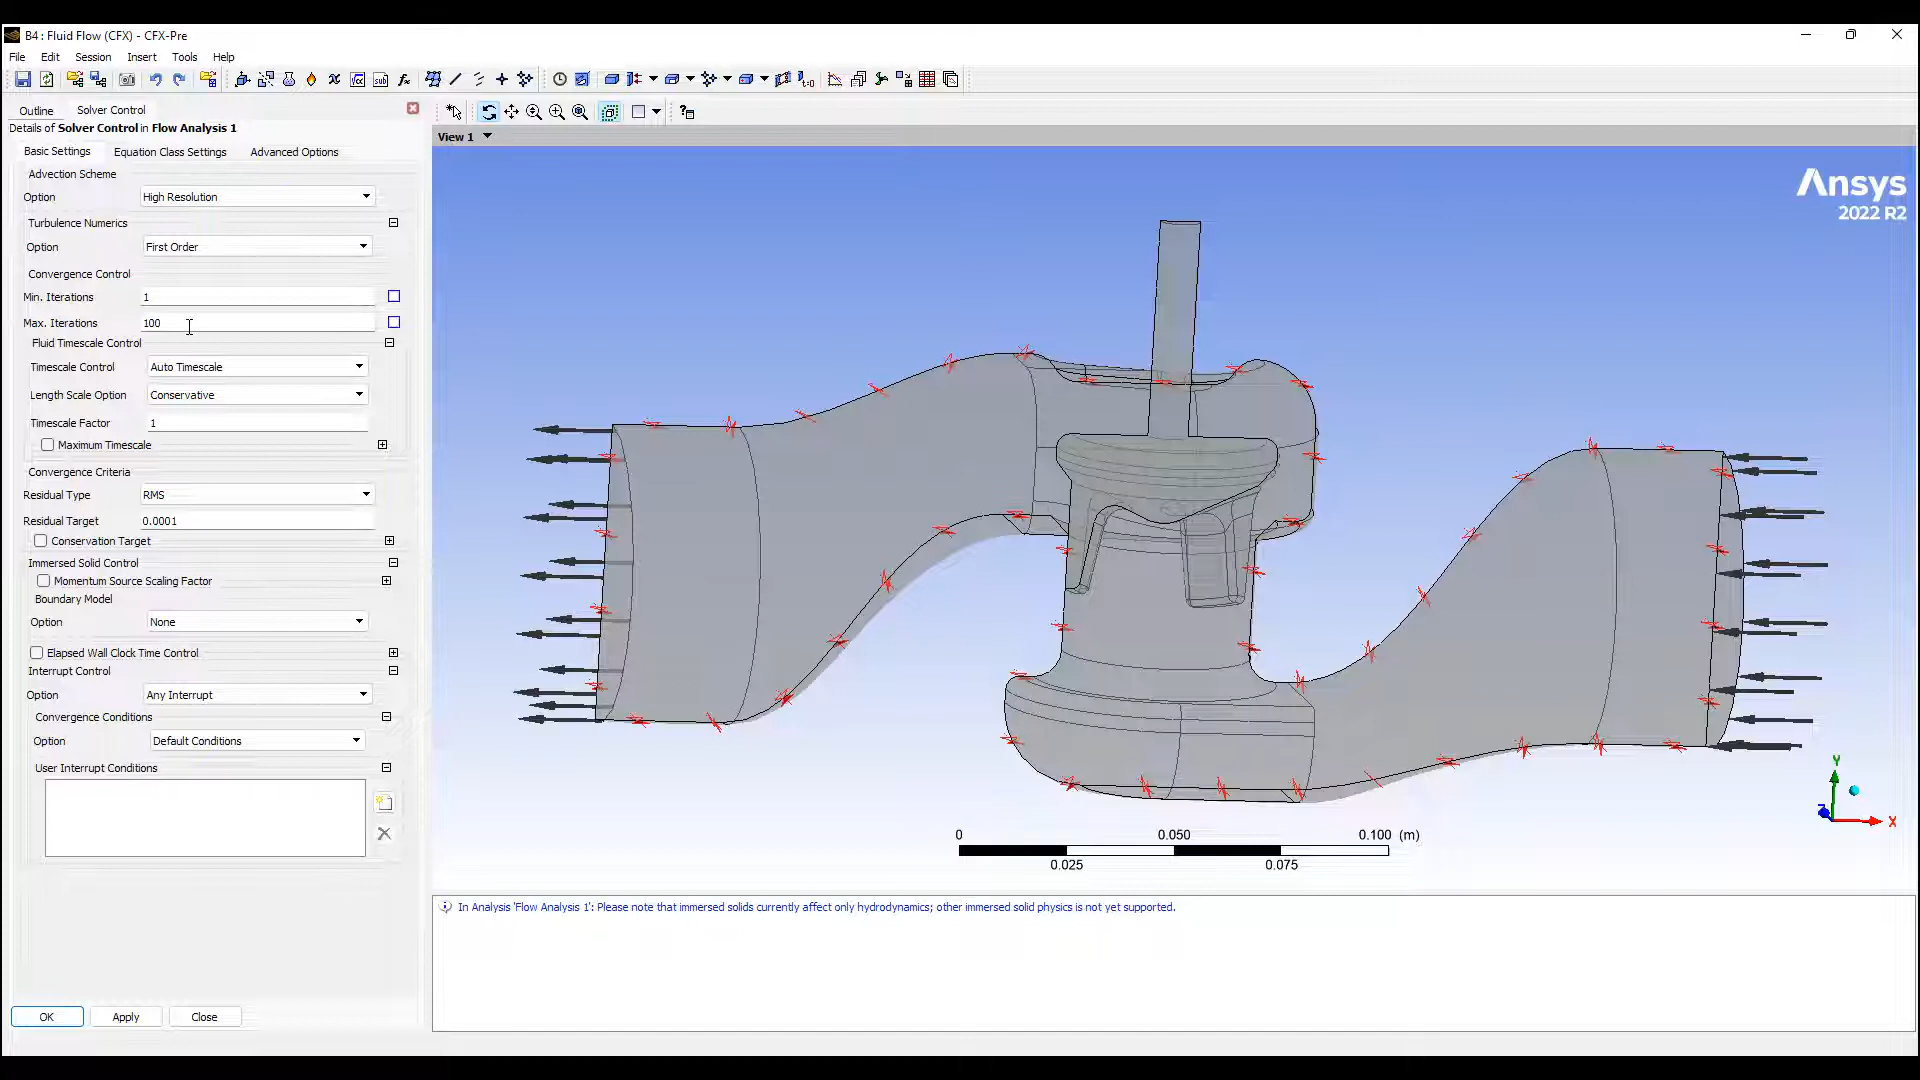 B4 : Fluid Flow (CFX) - CFX-Pre
File Edit Session Insert Tools Help
Outline Solver Control
Details of Solver Control in Flow Analysis 1
Basic Settings Equation Class Settings Advanced Options
Advection Scheme
Option High Resolution
Turbulence Numerics
Option First Order
Convergence Control
Min. Iterations 1
Max. Iterations 100
Fluid Timescale Control
Timescale Control Auto Timescale
Length Scale Option Conservative
Timescale Factor 1
Maximum Timescale
Convergence Criteria
Residual Type RMS
Residual Target 0.0001
Conservation Target
Immersed Solid Control
Momentum Source Scaling Factor
Boundary Model
Option None
Elapsed Wall Clock Time Control
Interrupt Control
Option Any Interrupt
Convergence Conditions
Option Default Conditions
User Interrupt Conditions
OK Apply Close
View 1
Ansys
2022 R2
0 0.050 0.100 (m)
0.025 0.075
Y
X
Z
In Analysis 'Flow Analysis 1': Please note that immersed solids currently affect only hydrodynamics; other immersed solid physics is not yet supported.